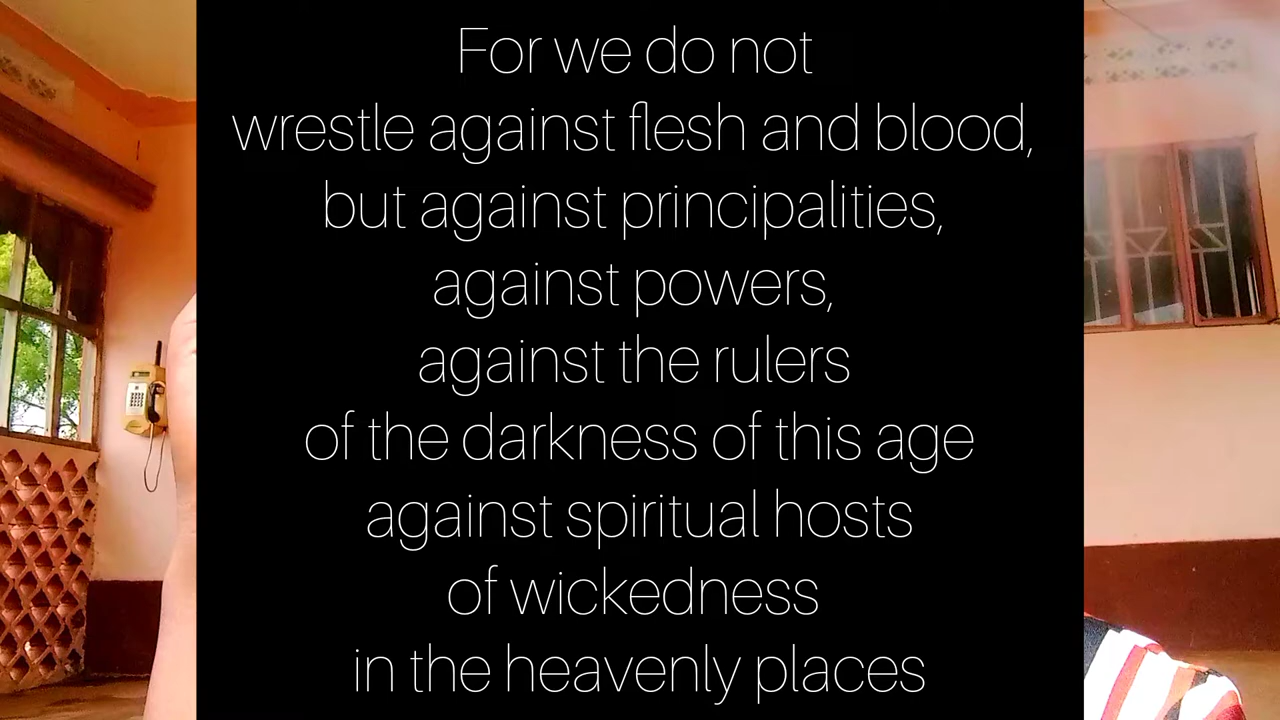 For we do not
wrestle against flesh and blood,
but against principalities,
against powers,
against the rulers
of the darkness of this age
against spiritual hosts
of wickedness
in the heavenly places